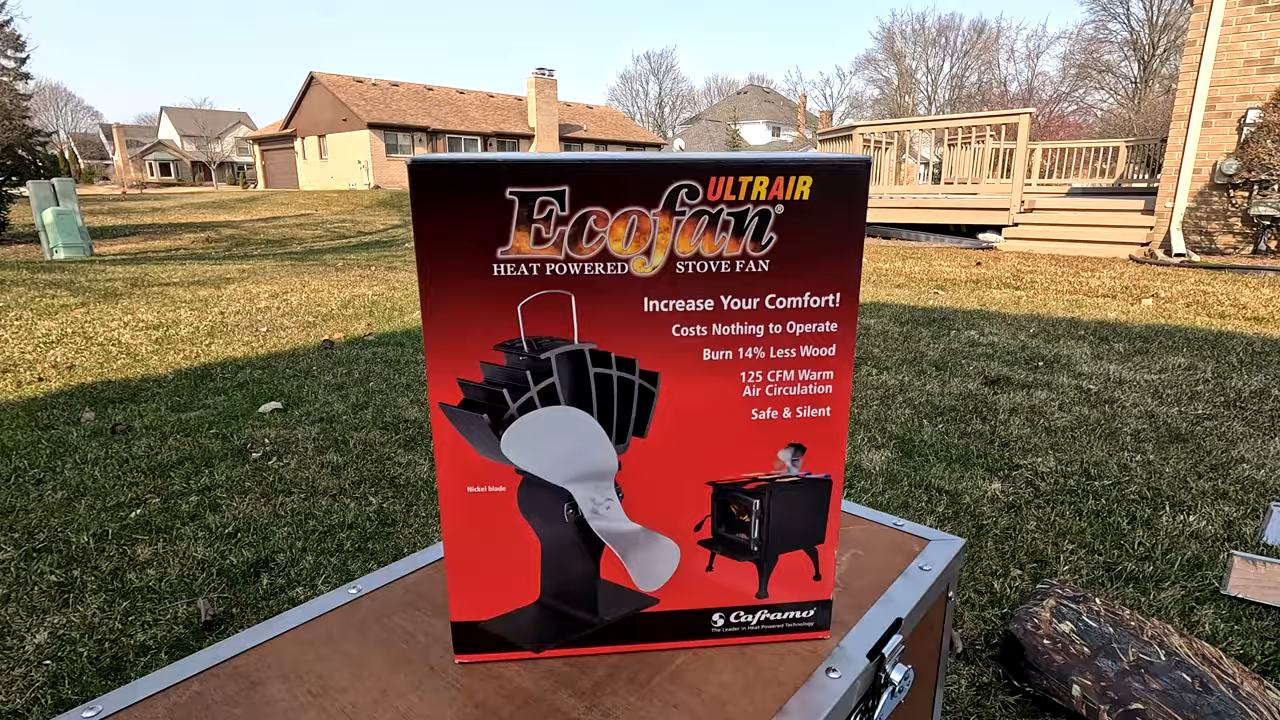 ULTRAIR
Ecofan®
HEAT POWERED STOVE FAN
Increase Your Comfort!
Costs Nothing to Operate
Burn 14% Less Wood
125 CFM Warm
Air Circulation
Safe & Silent
Nickel blade
Caframo®
The Leader in Heat Powered Technology